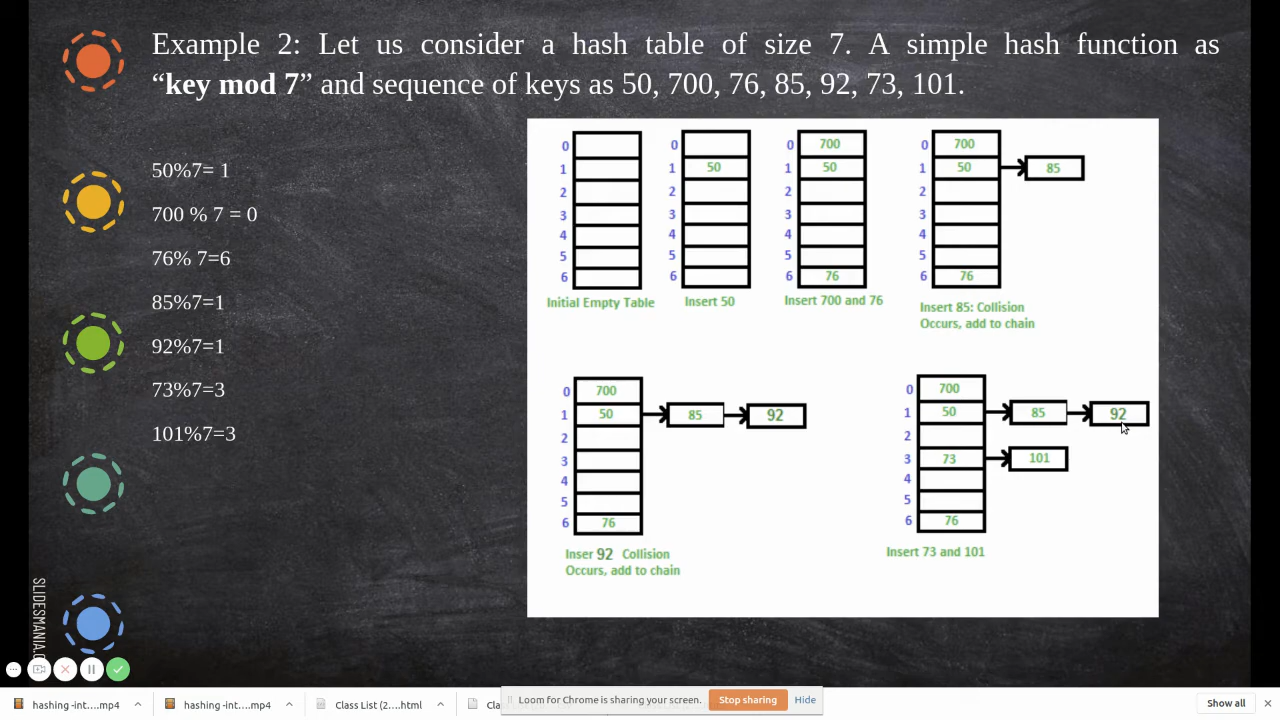 Example 2: Let us consider a hash table of size 7. A simple hash function as
“key mod 7” and sequence of keys as 50, 700, 76, 85, 92, 73, 101.
50%7= 1
700 % 7 = 0
76% 7=6
85%7=1
92%7=1
73%7=3
101%7=3
0
1
2
3
4
5
6
Initial Empty Table
0
1 50
2
3
4
5
6
Insert 50
0 700
1 50
2
3
4
5
6 76
Insert 700 and 76
0 700
1 50 85
2
3
4
5
6 76
Insert 85: Collision
Occurs, add to chain
0 700
1 50 85 92
2
3
4
5
6 76
Inser 92 Collision
Occurs, add to chain
0 700
1 50 85 92
2
3 73 101
4
5
6 76
Insert 73 and 101
SLIDESMANIA.C
hashing -int....mp4
hashing -int....mp4
Class List (2....html
Cla
Loom for Chrome is sharing your screen. Stop sharing Hide
Show all